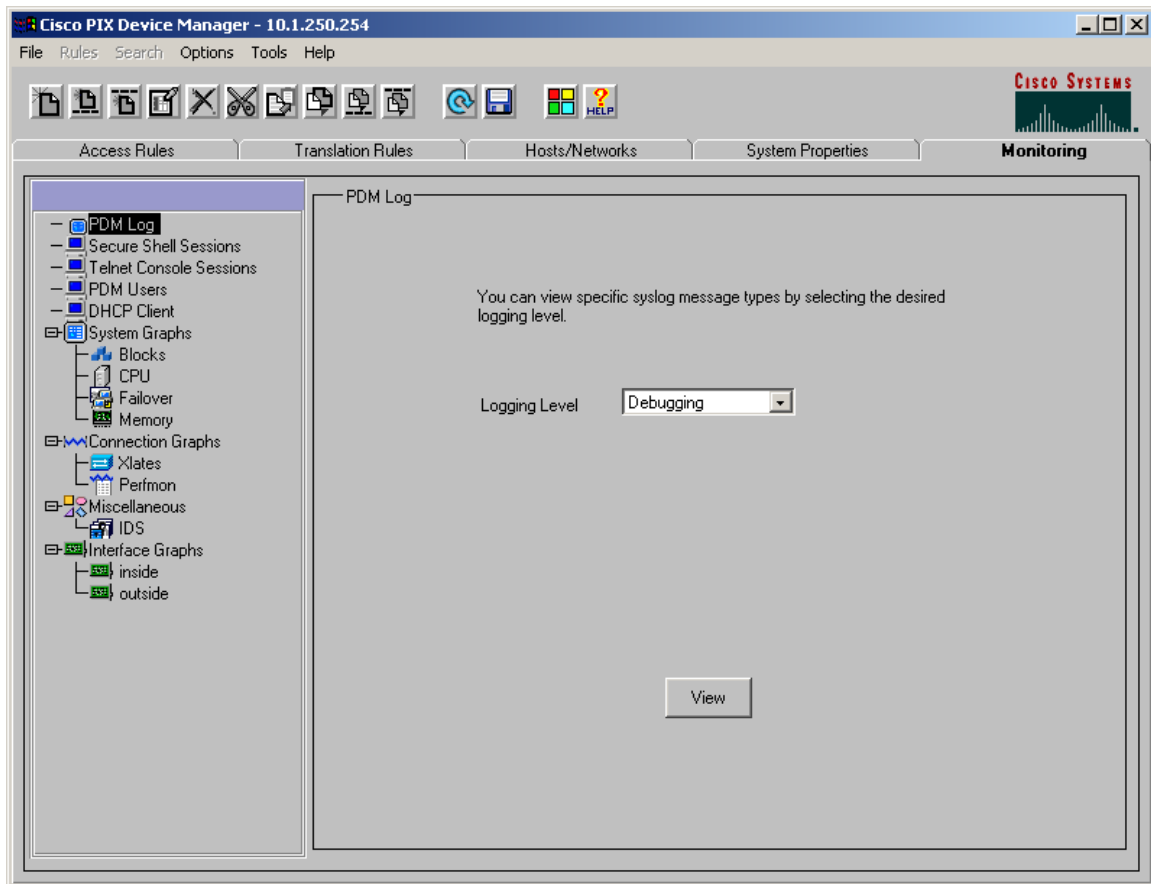 Cisco PIX Device Manager - 10.1.250.254
File Rules Search Options Tools Help
HELP
CISCO SYSTEMS
Access Rules Translation Rules Hosts/Networks System Properties Monitoring
PDM Log
PDM Log
Secure Shell Sessions
Telnet Console Sessions
PDM Users
DHCP Client
System Graphs
Blocks
CPU
Failover
Memory
Connection Graphs
Xlates
Perfmon
Miscellaneous
IDS
Interface Graphs
inside
outside
You can view specific syslog message types by selecting the desired
logging level.
Logging Level Debugging
View